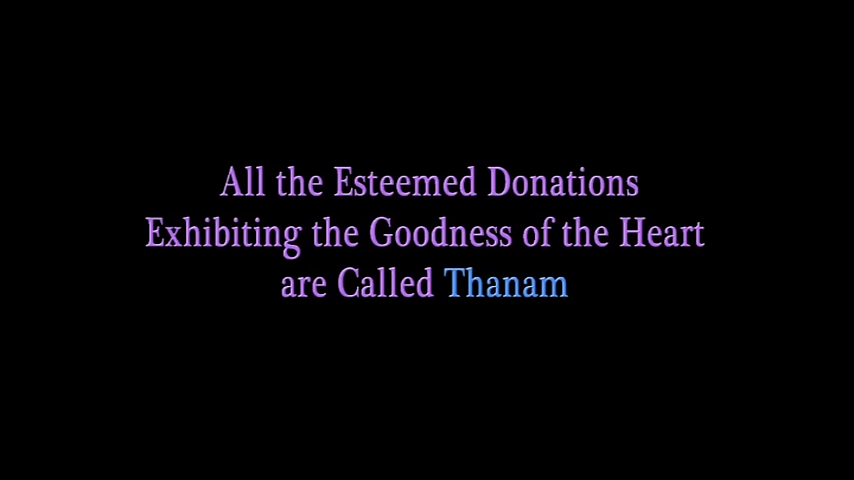 All the Esteemed Donations
Exhibiting the Goodness of the Heart
are Called Thanam